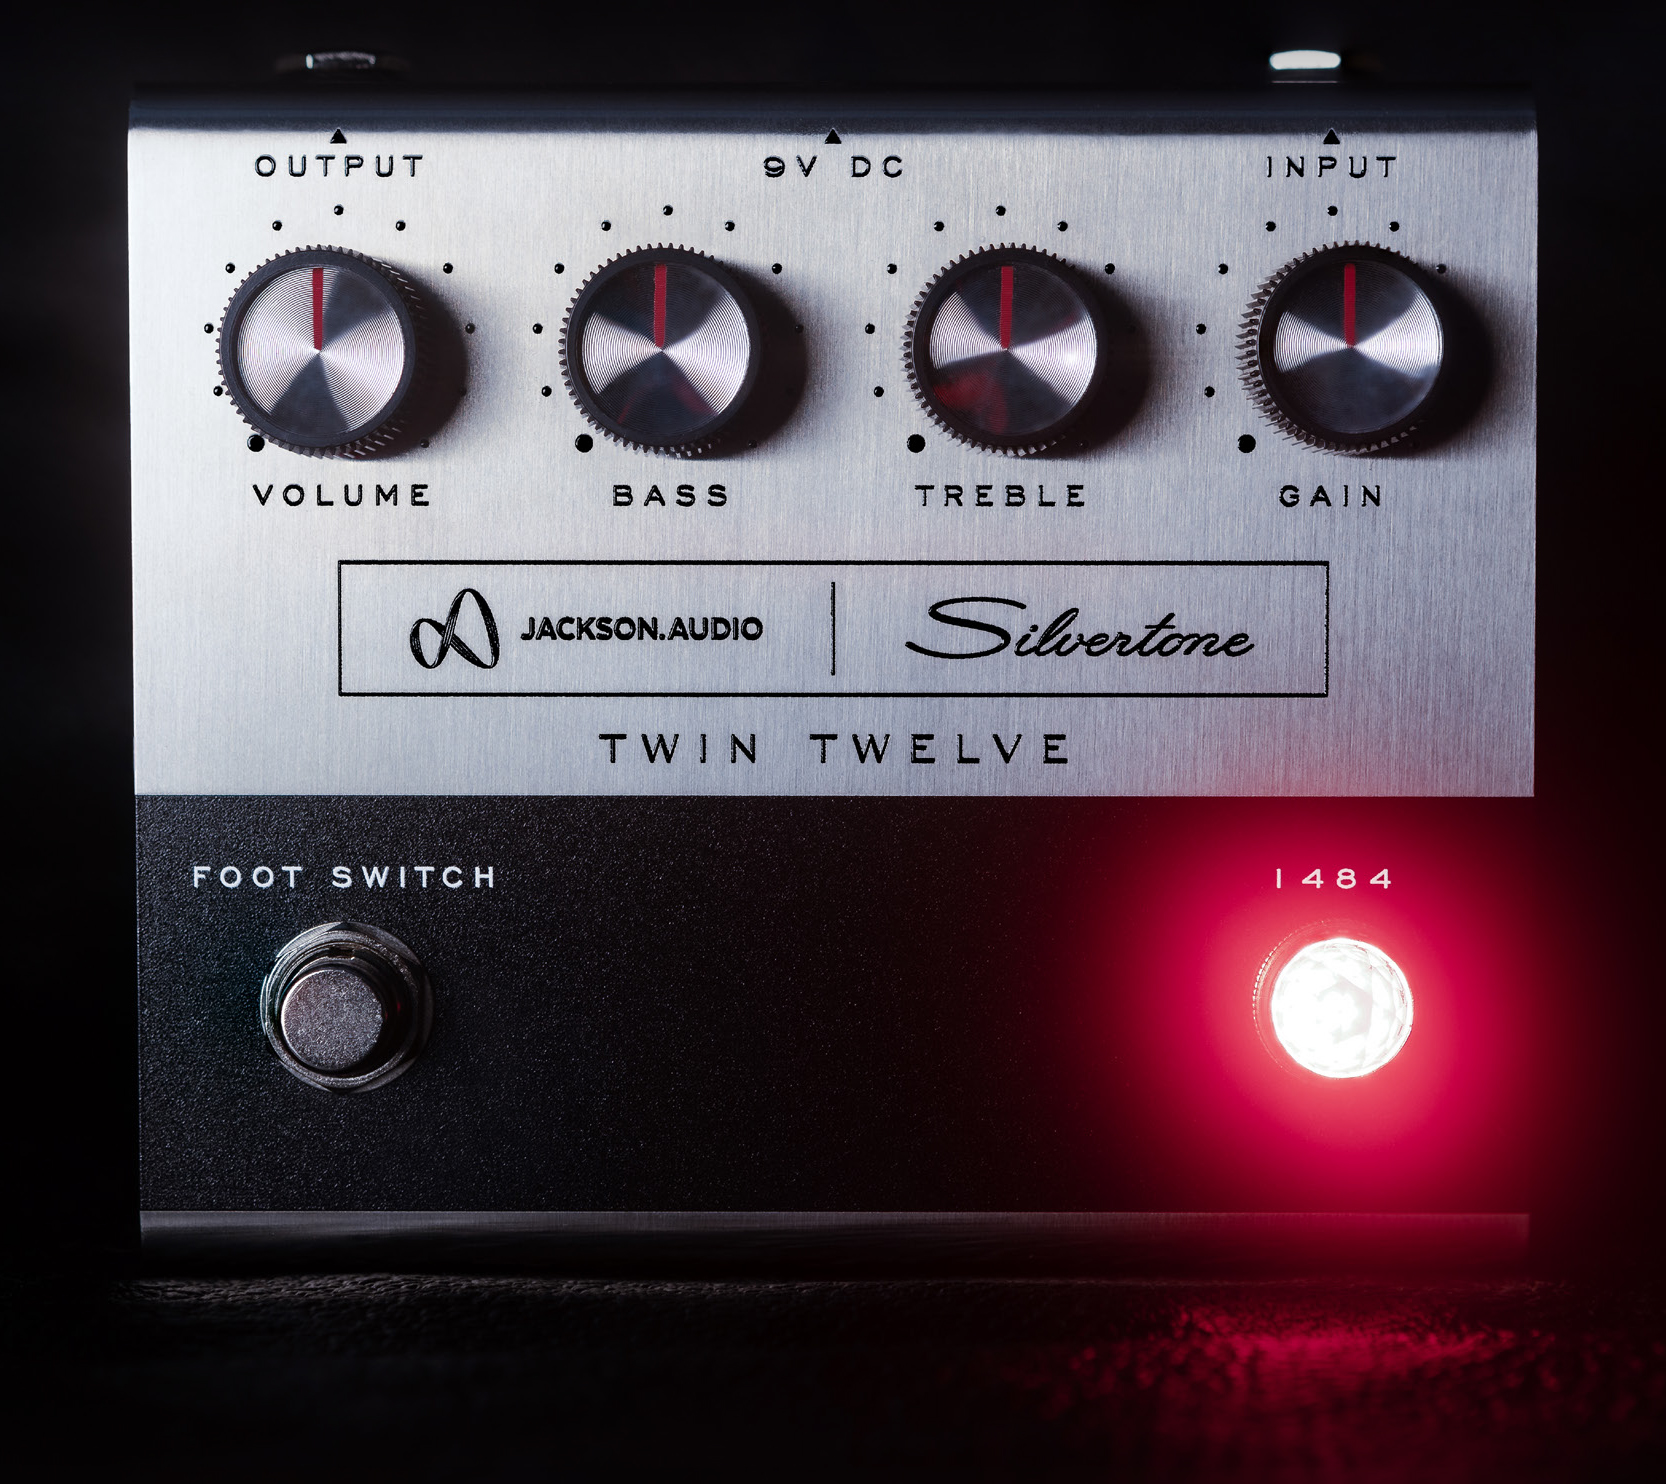 OUTPUT 9V DC INPUT
VOLUME BASS TREBLE GAIN
JACKSON.AUDIO Silvertone
TWIN TWELVE
FOOT SWITCH 1484